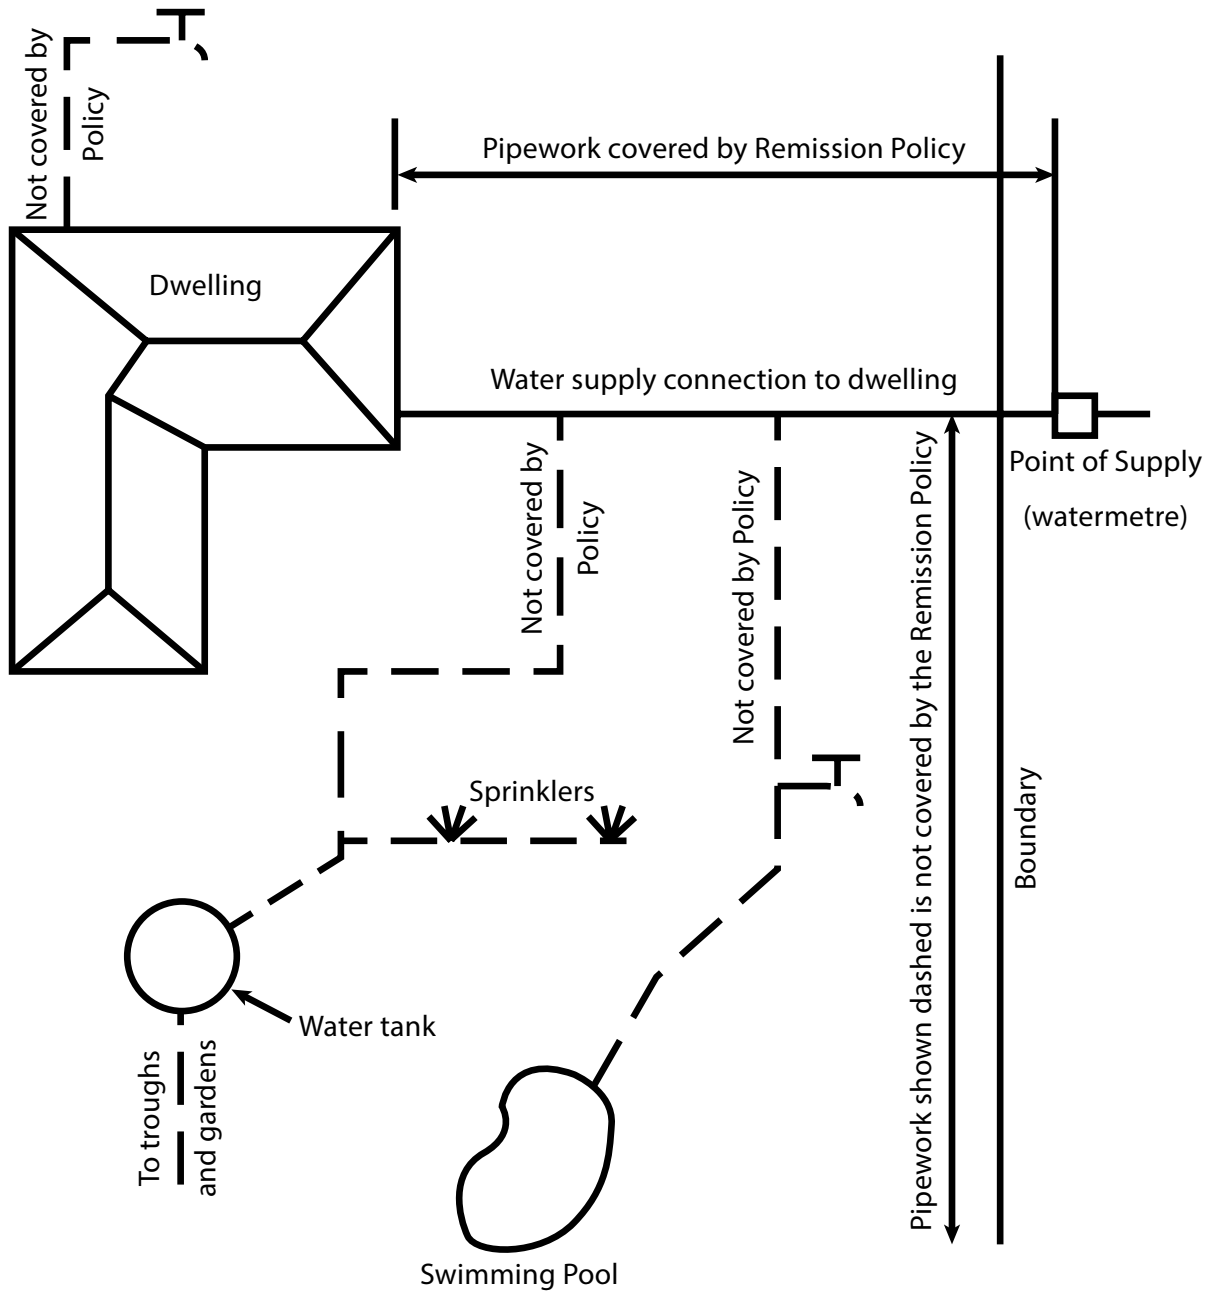 Not covered by
Policy
Pipework covered by Remission Policy
Dwelling
Water supply connection to dwelling
Point of Supply
(watermetre)
Not covered by
Policy
Not covered by Policy
Pipework shown dashed is not covered by the Remission Policy
Boundary
Sprinklers
Water tank
To troughs
and gardens
Swimming Pool